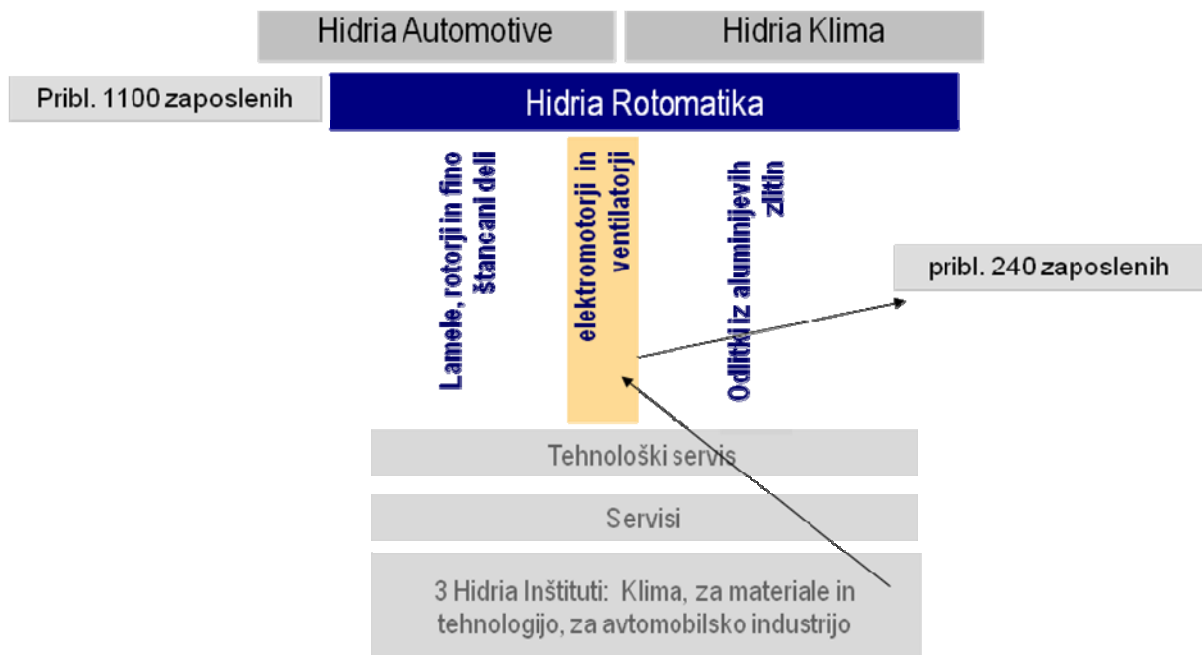 Hidria Automotive
Hidria Klima
Pribl. 1100 zaposlenih
Hidria Rotomatika
Lamele, rotorji in fino
štancani deli
elektromotorji in
ventilatorji
Odlitki iz aluminijevih
zlitin
pribl. 240 zaposlenih
Tehnološki servis
Servisi
3 Hidria Inštituti: Klima, za materiale in
tehnologijo, za avtomobilsko industrijo